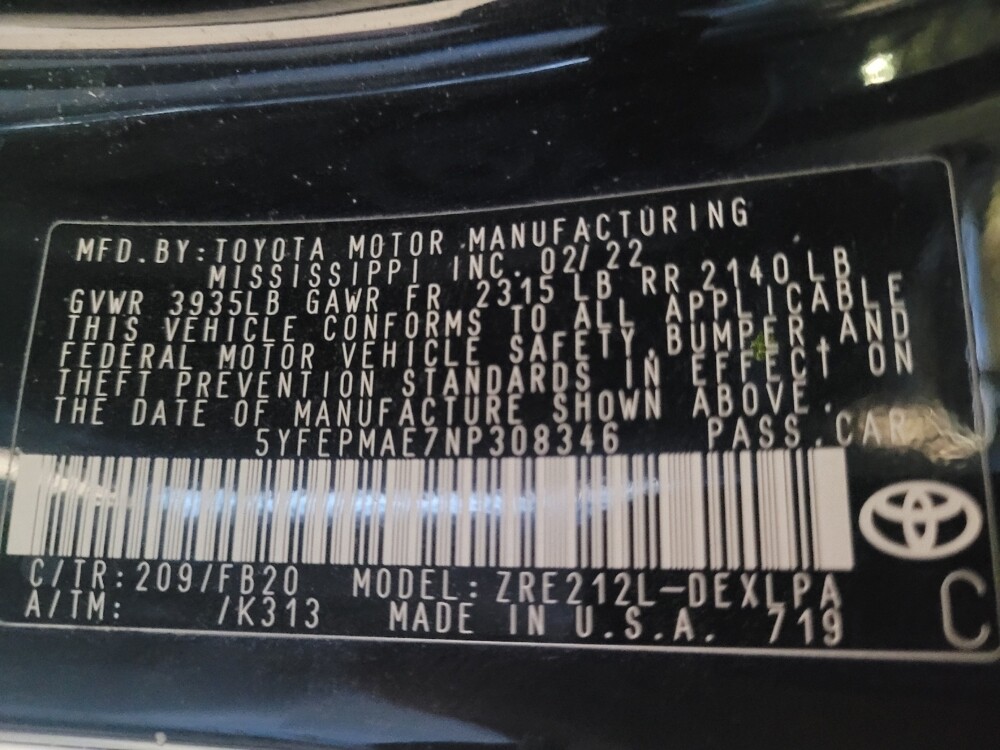 MFD.BY:TOYOTA MOTOR MANUFACTURING
MISSISSIPPI INC. 02/22
GVWR 3935LB GAWR FR 2315 LB RR 2140 LB
THIS VEHICLE CONFORMS TO ALL APPLICABLE
FEDERAL MOTOR VEHICLE SAFETY,BUMPER,AND
THEFT PREVENTION STANDARDS IN EFFECT ON
THE DATE OF MANUFACTURE SHOWN ABOVE.
5YFEPMAE7NP308346 PASS.CAR
C/TR:209/FB20 MODEL:ZRE212L-DEXLPA
A/TM: /K313 MADE IN U.S.A. 719
C